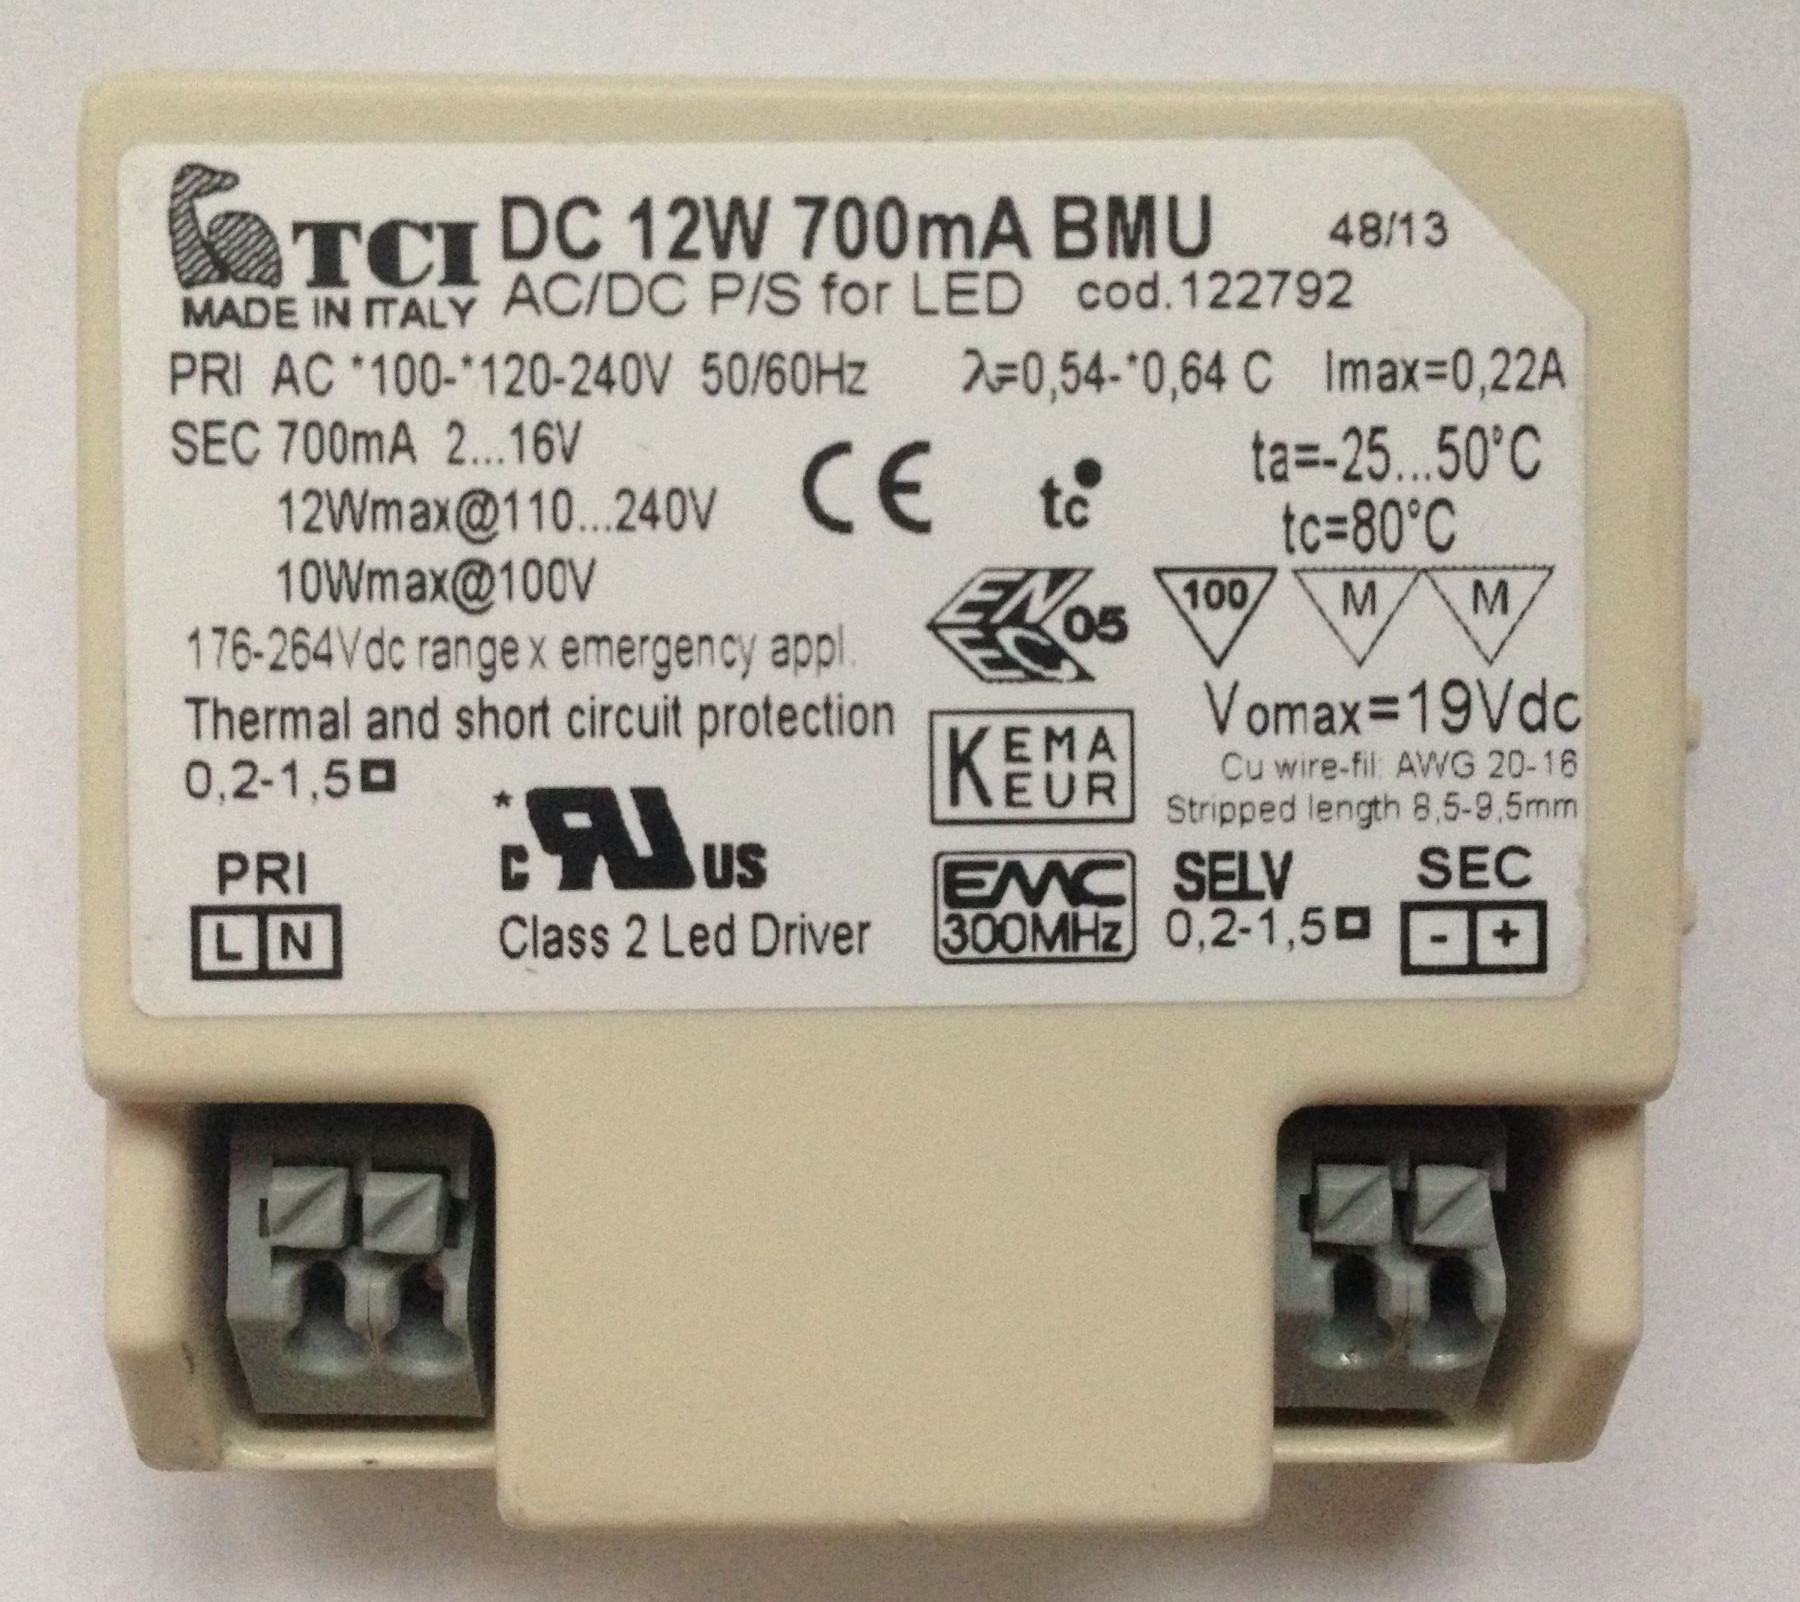 TCI DC 12W 700mA BMU 48/13
MADE IN ITALY AC/DC P/S for LED cod.122792
PRI AC *100-*120-240V 50/60Hz λ=0,54-*0,64 C Imax=0,22A
SEC 700mA 2...16V
ta=-25...50°C
12Wmax@110...240V CE tc
tc=80°C
10Wmax@100V
ENEC 05 100 M M
176-264Vdc range x emergency appl.
Thermal and short circuit protection
Vomax=19Vdc
KEMA
EUR
Cu wire-fil: AWG 20-16
0,2-1,5
Stripped length 8,5-9,5mm
* c RU US
Class 2 Led Driver
EMC
300MHz
SELV
0,2-1,5
PRI
L N
SEC
- +